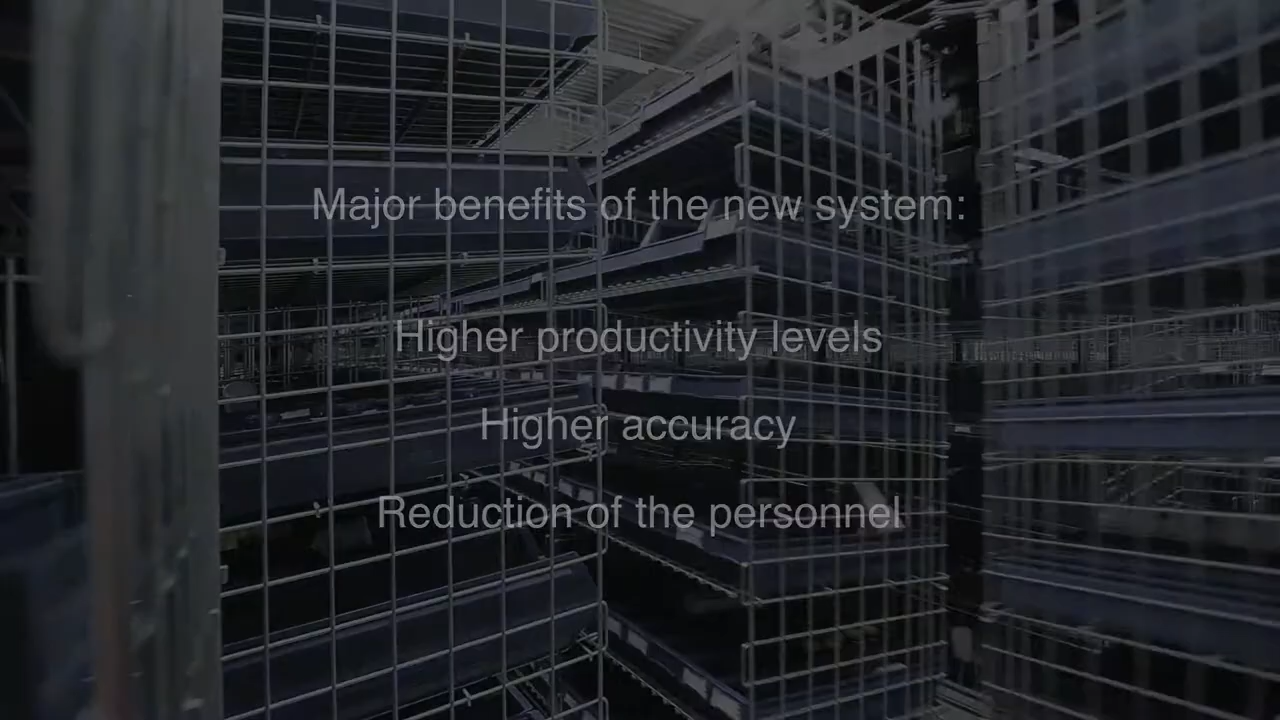 Major benefits of the new system:
Higher productivity levels
Higher accuracy
Reduction of the personnel